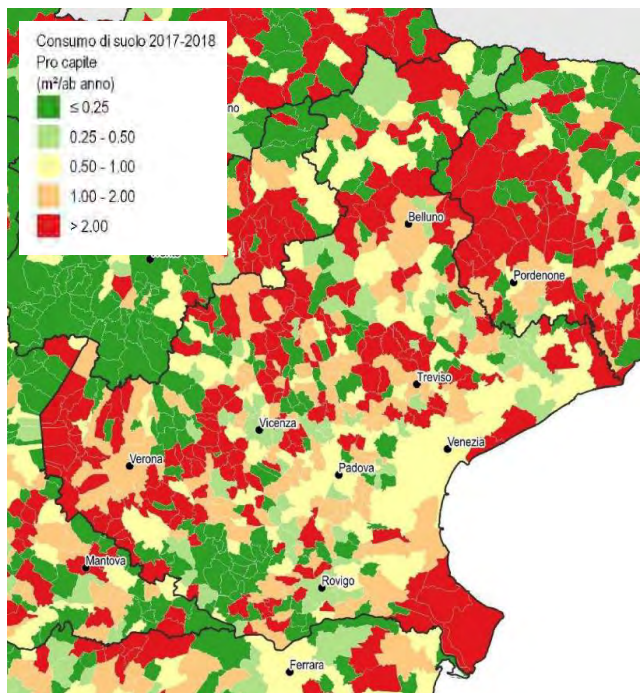 Consumo di suolo 2017-2018
Pro capite
(m²/ab anno)
≤ 0.25
0.25 - 0.50
0.50 - 1.00
1.00 - 2.00
> 2.00
Belluno
Pordenone
Treviso
Vicenza
Venezia
Verona
Padova
Mantova
Rovigo
Ferrara